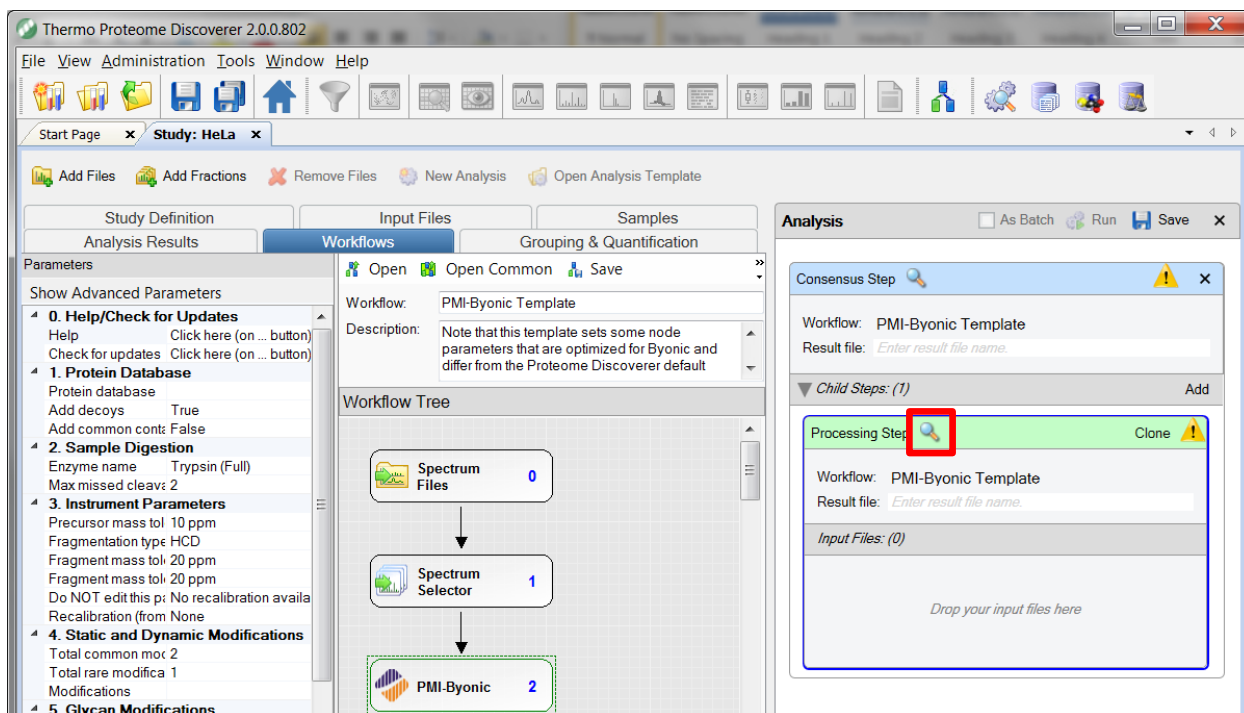 Thermo Proteome Discoverer 2.0.0.802
File View Administration Tools Window Help
Start Page x Study: HeLa x
Add Files Add Fractions Remove Files New Analysis Open Analysis Template
Study Definition Input Files Samples
Analysis Results Workflows Grouping & Quantification
Parameters
Show Advanced Parameters
0. Help/Check for Updates
Help Click here (on ... button)
Check for updates Click here (on ... button)
1. Protein Database
Protein database
Add decoys True
Add common conta False
2. Sample Digestion
Enzyme name Trypsin (Full)
Max missed cleava 2
3. Instrument Parameters
Precursor mass tol 10 ppm
Fragmentation type HCD
Fragment mass tol 20 ppm
Fragment mass tol 20 ppm
Do NOT edit this pa No recalibration availa
Recalibration (from None
4. Static and Dynamic Modifications
Total common moc 2
Total rare modifica 1
Modifications
5. Glycan Modifications
Open Open Common Save »
Workflow: PMI-Byonic Template
Description: Note that this template sets some node
parameters that are optimized for Byonic and
differ from the Proteome Discoverer default
Workflow Tree
Spectrum
Files 0
Spectrum
Selector 1
PMI-Byonic 2
Analysis As Batch Run Save x
Consensus Step x
Workflow: PMI-Byonic Template
Result file: Enter result file name.
Child Steps: (1) Add
Processing Step Clone
Workflow: PMI-Byonic Template
Result file: Enter result file name.
Input Files: (0)
Drop your input files here